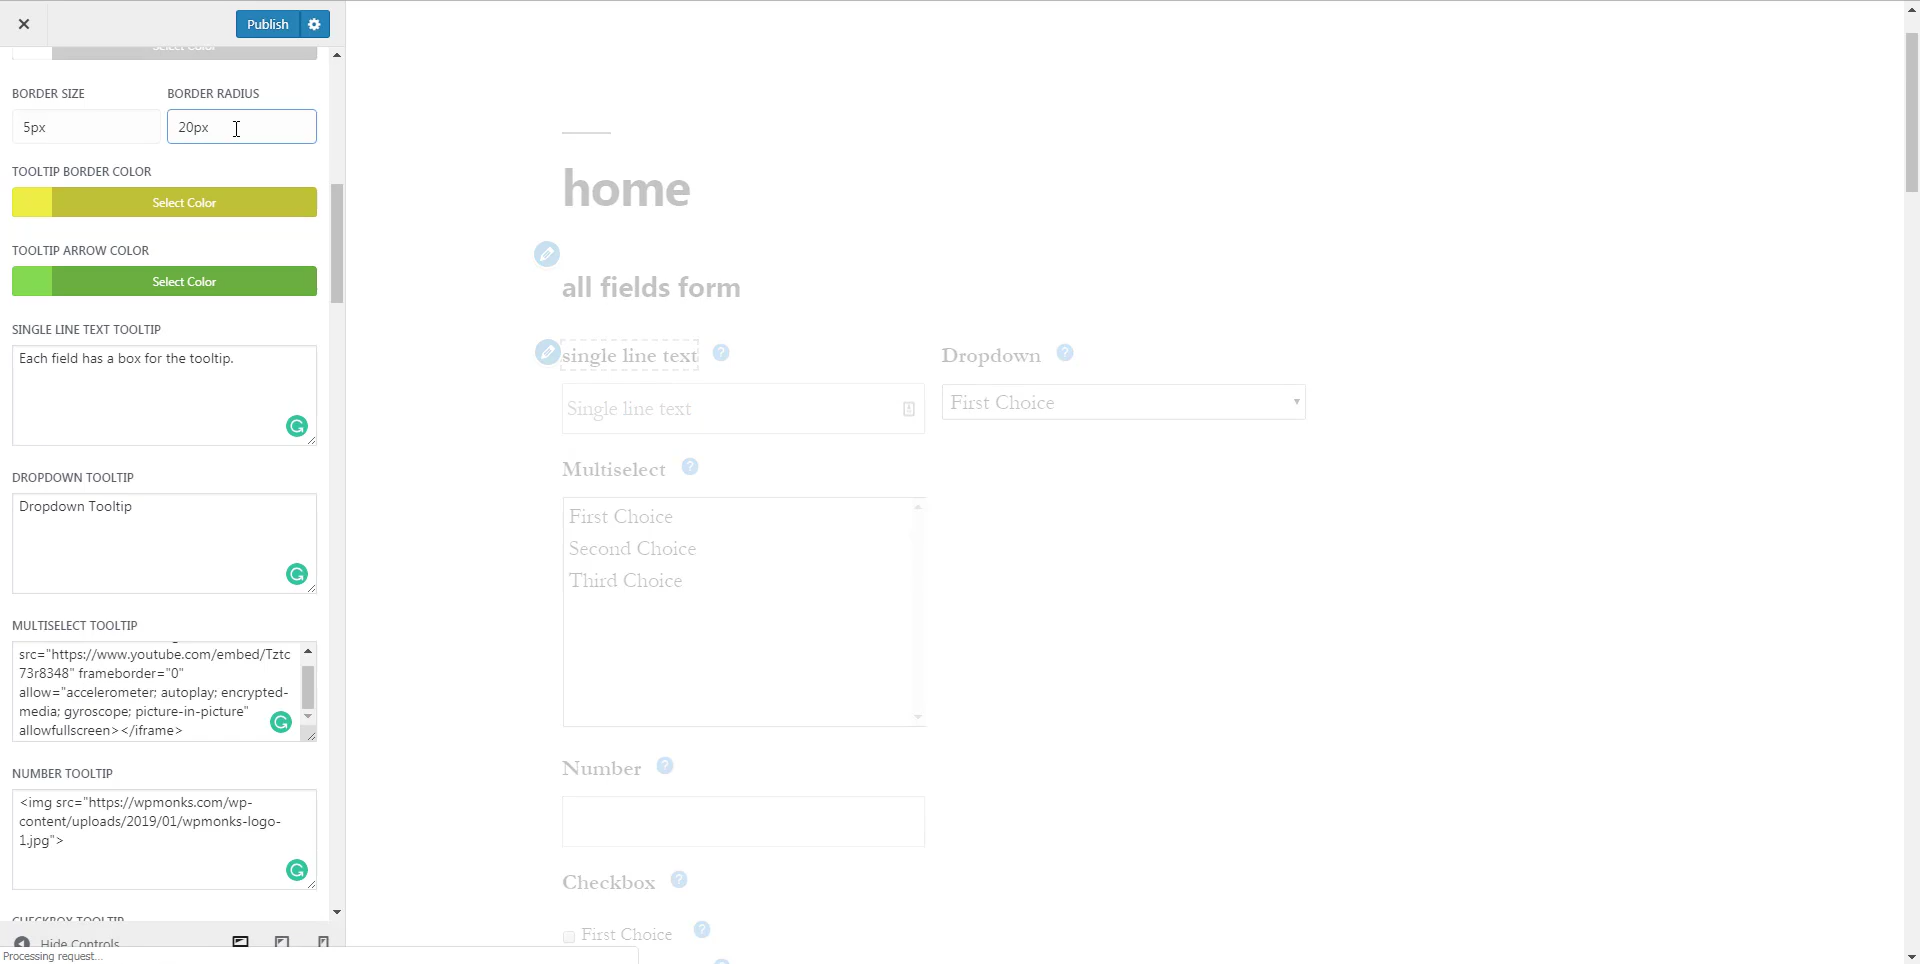 Publish
Select Color
BORDER SIZE
BORDER RADIUS
5px
20px
TOOLTIP BORDER COLOR
Select Color
TOOLTIP ARROW COLOR
Select Color
SINGLE LINE TEXT TOOLTIP
Each field has a box for the tooltip.
DROPDOWN TOOLTIP
Dropdown Tooltip
MULTISELECT TOOLTIP
src="https://www.youtube.com/embed/Tztc
73r8348" frameborder="0"
allow="accelerometer; autoplay; encrypted-
media; gyroscope; picture-in-picture"
allowfullscreen></iframe>
NUMBER TOOLTIP
<img src="https://wpmonks.com/wp-
content/uploads/2019/01/wpmonks-logo-
1.jpg">
CHECKBOX TOOLTIP
Hide Controls
Processing request...
home
all fields form
single line text ?
Dropdown ?
Single line text
First Choice
Multiselect ?
First Choice
Second Choice
Third Choice
Number ?
Checkbox ?
First Choice ?